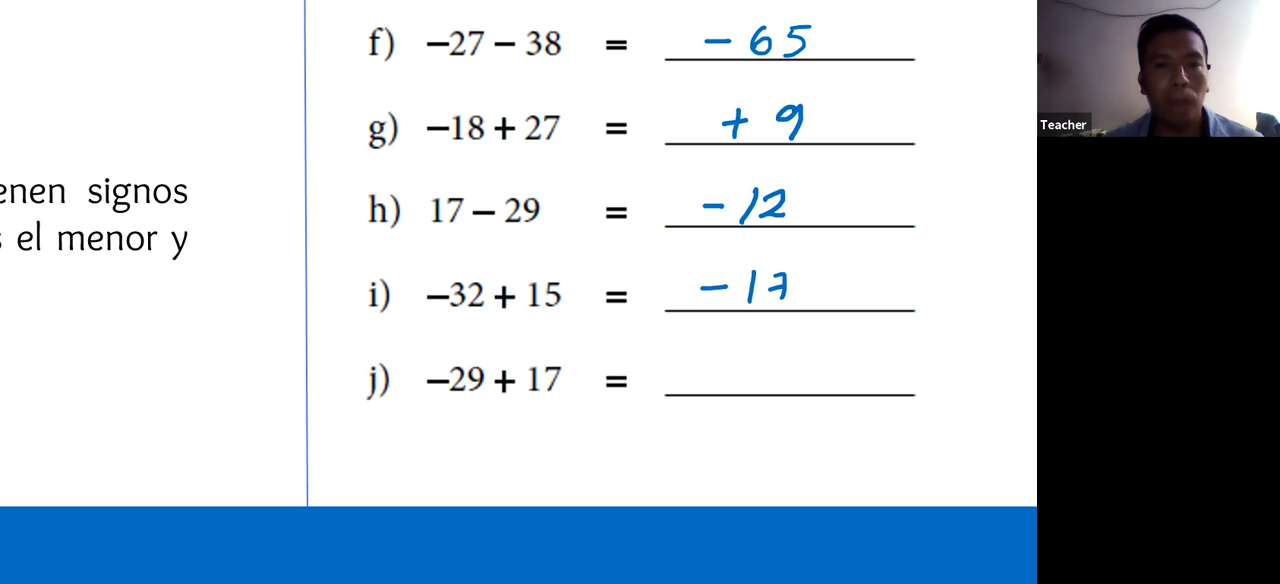 f) −27 − 38 = − 65
g) −18 + 27 = + 9
h) 17 − 29 = − 12
i) −32 + 15 = − 17
j) −29 + 17 =
enen signos
el menor y
Teacher